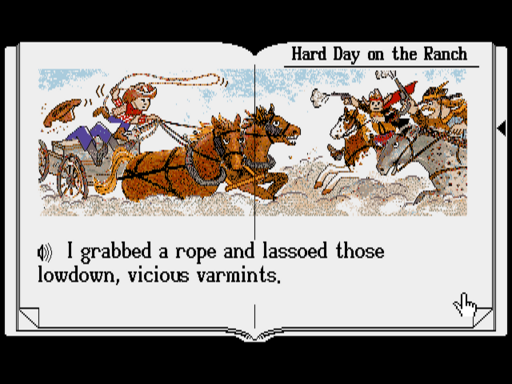 Hard Day on the Ranch
I grabbed a rope and lassoed those
lowdown, vicious varmints.